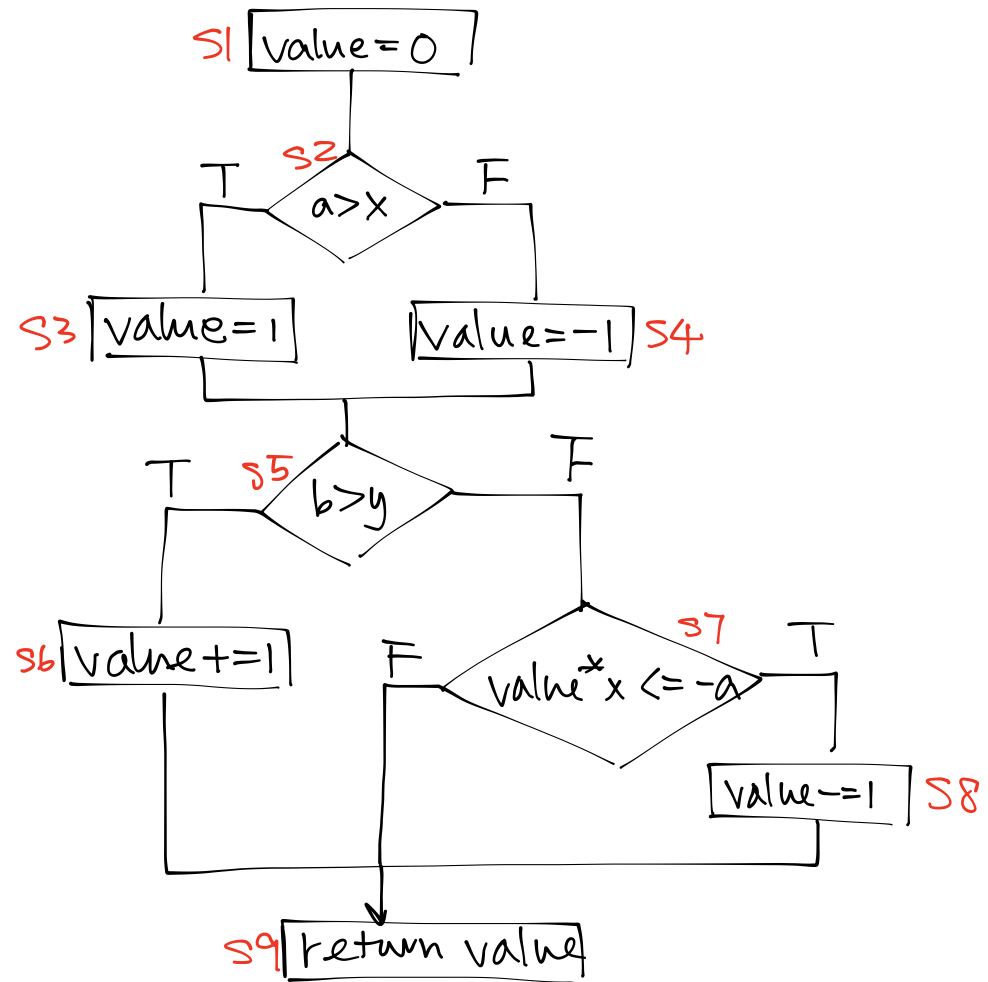 S1 value=0
S2
T F
a>x
S3 value=1 value=-1 S4
S5
T F
b>y
S7
S6 value+=1 F T
value*x <= -a
value-=1 S8
S9 return value